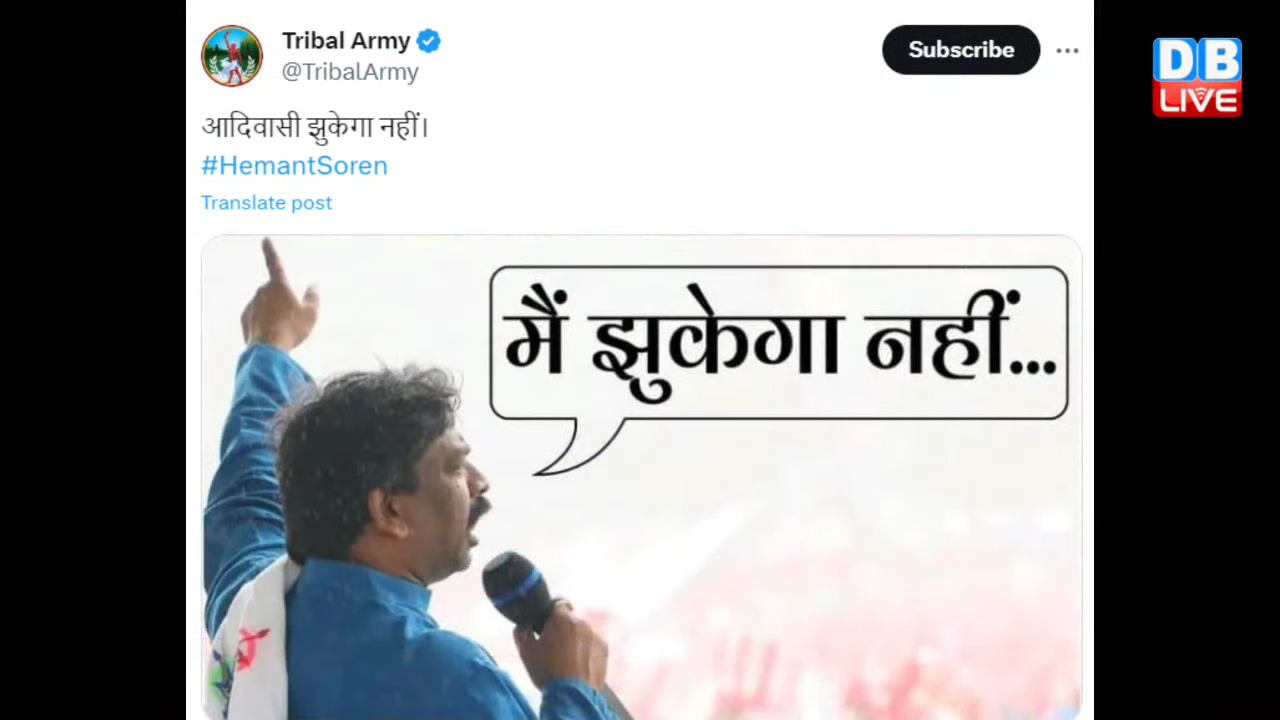 Tribal Army
@TribalArmy
Subscribe
DB
LIVE
आदिवासी झुकेगा नहीं।
#HemantSoren
Translate post
मैं झुकेगा नहीं...